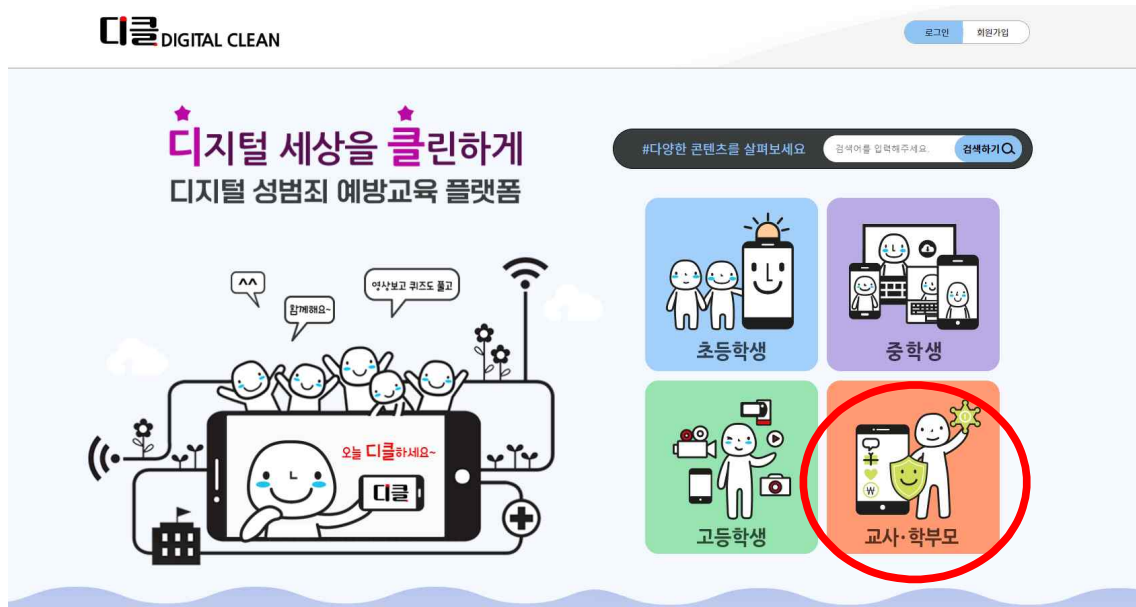 디클 DIGITAL CLEAN
로그인 회원가입
디지털 세상을 클린하게
디지털 성범죄 예방교육 플랫폼
#다양한 콘텐츠를 살펴보세요 검색어를 입력해주세요. 검색하기
^^
함께해요~
영상보고 퀴즈도 풀고
오늘 디클하세요~
디클
초등학생
중학생
고등학생
₩
교사·학부모